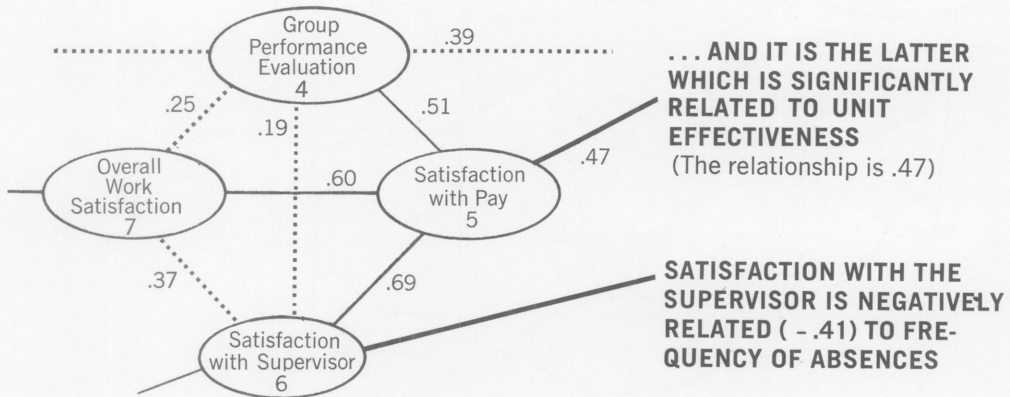 Group
Performance
Evaluation
4
.39
.25
.19
.51
Overall
Work
Satisfaction
7
.60
Satisfaction
with Pay
5
.47
.37
.69
Satisfaction
with Supervisor
6
...AND IT IS THE LATTER
WHICH IS SIGNIFICANTLY
RELATED TO UNIT
EFFECTIVENESS
(The relationship is .47)
SATISFACTION WITH THE
SUPERVISOR IS NEGATIVELY
RELATED (-.41) TO FRE-
QUENCY OF ABSENCES